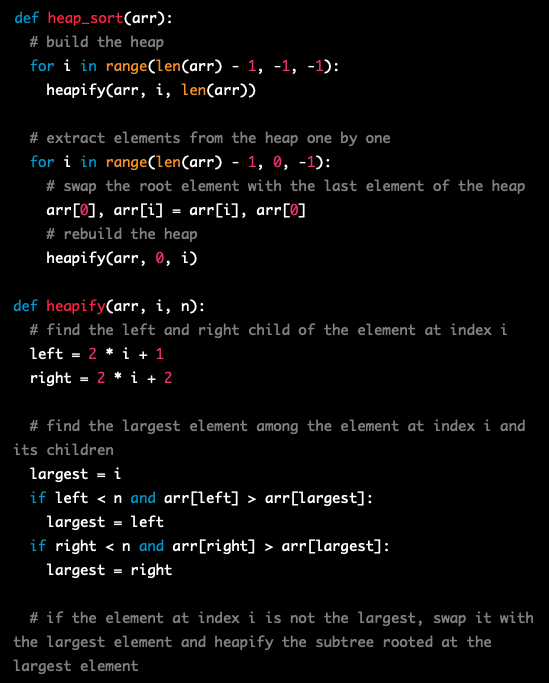 def heap_sort(arr):
  # build the heap
  for i in range(len(arr) - 1, -1, -1):
    heapify(arr, i, len(arr))

  # extract elements from the heap one by one
  for i in range(len(arr) - 1, 0, -1):
    # swap the root element with the last element of the heap
    arr[0], arr[i] = arr[i], arr[0]
    # rebuild the heap
    heapify(arr, 0, i)

def heapify(arr, i, n):
  # find the left and right child of the element at index i
  left = 2 * i + 1
  right = 2 * i + 2

  # find the largest element among the element at index i and
its children
  largest = i
  if left < n and arr[left] > arr[largest]:
    largest = left
  if right < n and arr[right] > arr[largest]:
    largest = right

  # if the element at index i is not the largest, swap it with
the largest element and heapify the subtree rooted at the
largest element